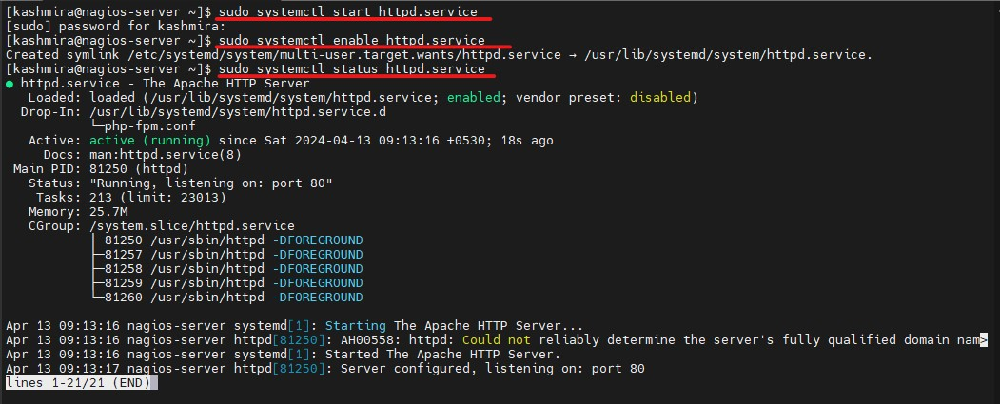 [kashmira@nagios-server ~]$ sudo systemctl start httpd.service
[sudo] password for kashmira:
[kashmira@nagios-server ~]$ sudo systemctl enable httpd.service
Created symlink /etc/systemd/system/multi-user.target.wants/httpd.service → /usr/lib/systemd/system/httpd.service.
[kashmira@nagios-server ~]$ sudo systemctl status httpd.service
● httpd.service - The Apache HTTP Server
   Loaded: loaded (/usr/lib/systemd/system/httpd.service; enabled; vendor preset: disabled)
  Drop-In: /usr/lib/systemd/system/httpd.service.d
           └─php-fpm.conf
   Active: active (running) since Sat 2024-04-13 09:13:16 +0530; 18s ago
     Docs: man:httpd.service(8)
 Main PID: 81250 (httpd)
   Status: "Running, listening on: port 80"
    Tasks: 213 (limit: 23013)
   Memory: 25.7M
   CGroup: /system.slice/httpd.service
           ├─81250 /usr/sbin/httpd -DFOREGROUND
           ├─81257 /usr/sbin/httpd -DFOREGROUND
           ├─81258 /usr/sbin/httpd -DFOREGROUND
           ├─81259 /usr/sbin/httpd -DFOREGROUND
           └─81260 /usr/sbin/httpd -DFOREGROUND

Apr 13 09:13:16 nagios-server systemd[1]: Starting The Apache HTTP Server...
Apr 13 09:13:16 nagios-server httpd[81250]: AH00558: httpd: Could not reliably determine the server's fully qualified domain nam>
Apr 13 09:13:16 nagios-server systemd[1]: Started The Apache HTTP Server.
Apr 13 09:13:17 nagios-server httpd[81250]: Server configured, listening on: port 80
lines 1-21/21 (END)